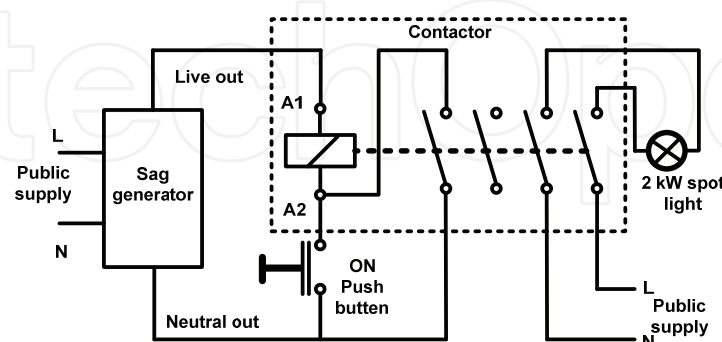 Contactor
Live out
A1
L
Public
supply
Sag
generator
A2
2 kW spot
light
N
ON
Push
butten
L
Public
supply
Neutral out
N